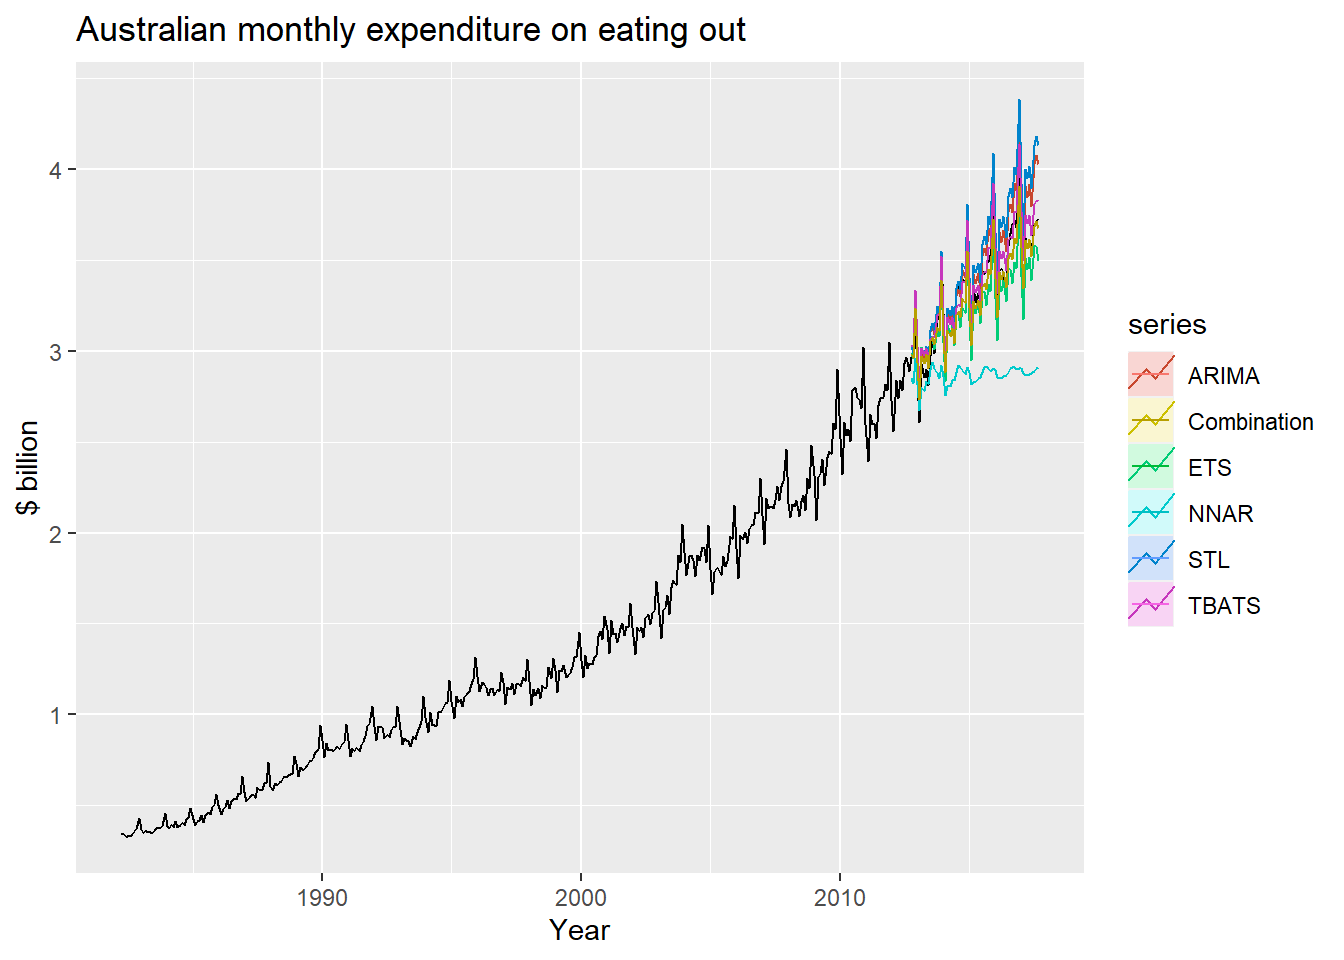 Australian monthly expenditure on eating out
4
3
2
1
$ billion
1990
2000
2010
Year
series
ARIMA
Combination
ETS
NNAR
STL
TBATS